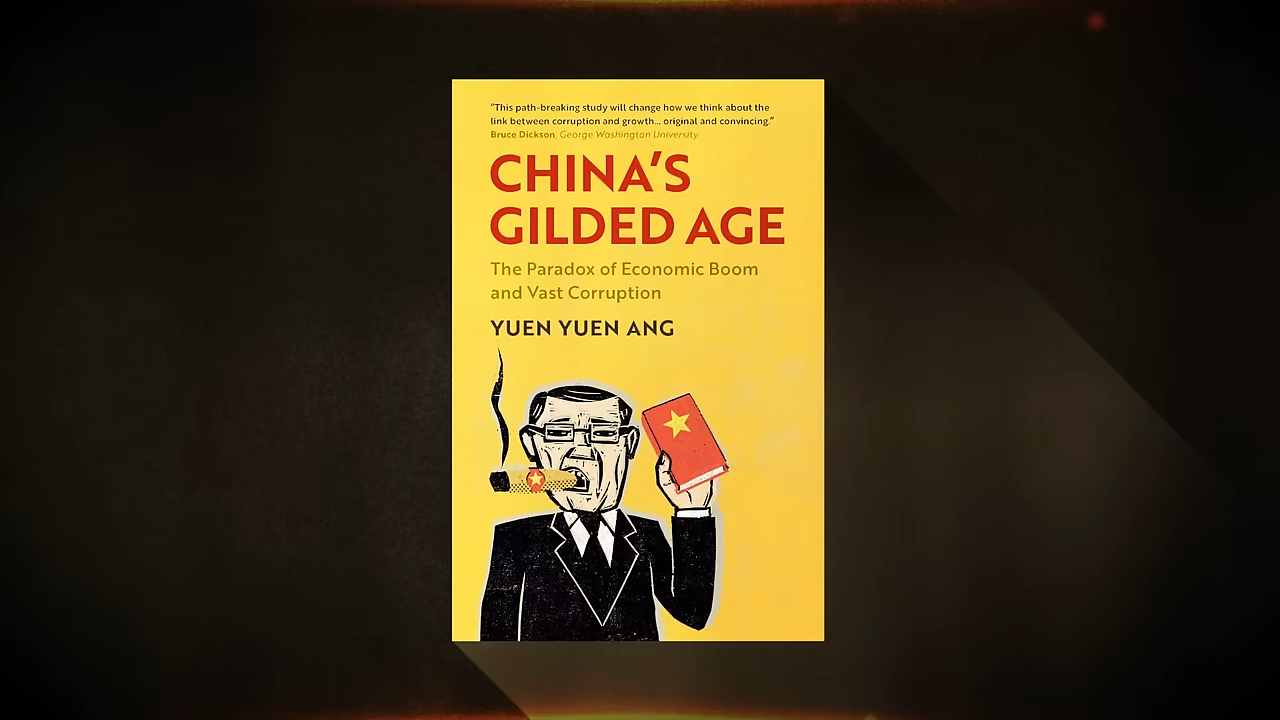 "This path-breaking study will change how we think about the
link between corruption and growth... original and convincing."
Bruce Dickson, George Washington University
CHINA'S
GILDED AGE
The Paradox of Economic Boom
and Vast Corruption
YUEN YUEN ANG